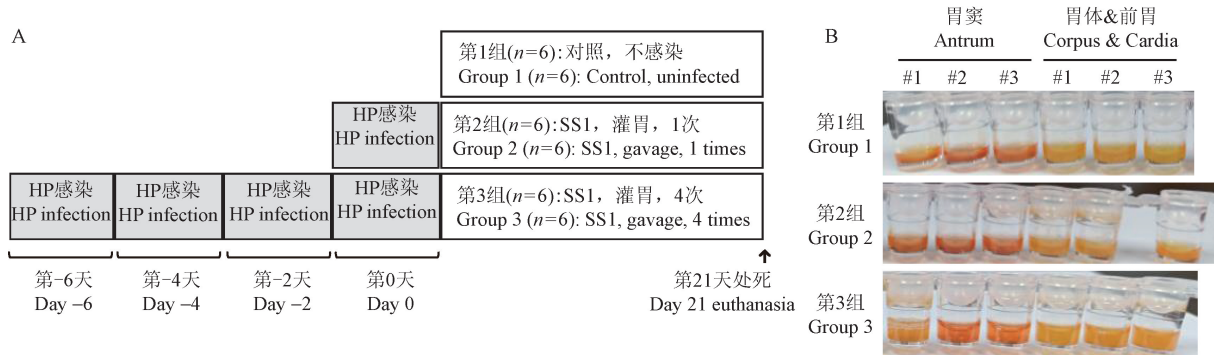 A
第1组(n=6):对照，不感染
Group 1 (n=6): Control, uninfected
HP感染
HP infection
第2组(n=6):SS1，灌胃，1次
Group 2 (n=6): SS1, gavage, 1 times
HP感染
HP infection
HP感染
HP infection
HP感染
HP infection
HP感染
HP infection
第3组(n=6):SS1，灌胃，4次
Group 3 (n=6): SS1, gavage, 4 times
第−6天
Day −6
第−4天
Day −4
第−2天
Day −2
第0天
Day 0
第21天处死
Day 21 euthanasia
B
胃窦
Antrum
胃体&前胃
Corpus & Cardia
#1 #2 #3 #1 #2 #3
第1组
Group 1
第2组
Group 2
第3组
Group 3